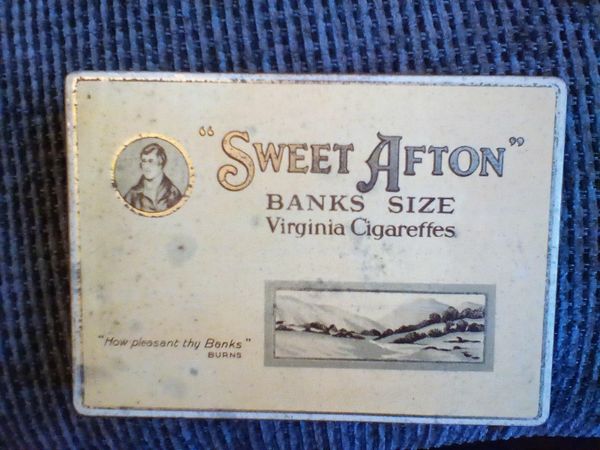 "SWEET AFTON"
BANKS SIZE
Virginia Cigarettes
"How pleasant thy Banks"
BURNS